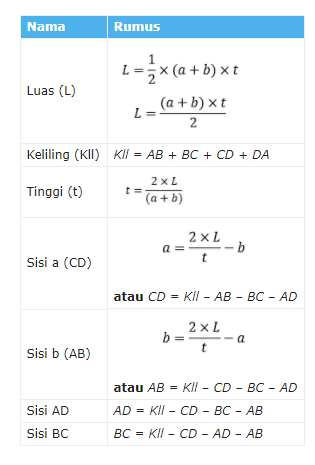 Nama Rumus
Luas (L) L = 1/2 × (a + b) × t
L = (a + b) × t / 2
Keliling (Kll) Kll = AB + BC + CD + DA
Tinggi (t) t = 2 × L / (a + b)
Sisi a (CD) a = 2 × L / t − b
atau CD = Kll – AB – BC – AD
Sisi b (AB) b = 2 × L / t − a
atau AB = Kll – CD – BC – AD
Sisi AD AD = Kll – CD – BC – AB
Sisi BC BC = Kll – CD – AD – AB